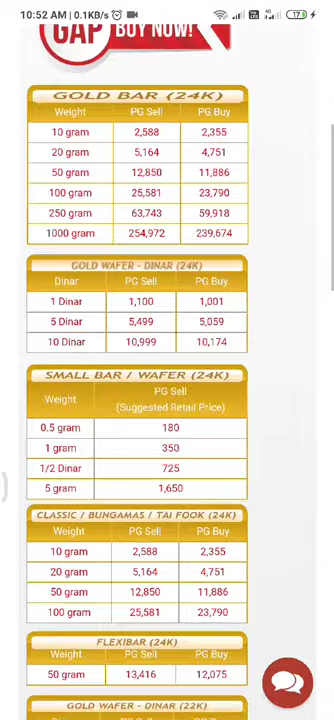 10:52 AM | 0.1KB/s
17
GAP BUY NOW!
GOLD BAR (24K)
Weight PG Sell PG Buy
10 gram 2,588 2,355
20 gram 5,164 4,751
50 gram 12,850 11,886
100 gram 25,581 23,790
250 gram 63,743 59,918
1000 gram 254,972 239,674
GOLD WAFER - DINAR (24K)
Dinar PG Sell PG Buy
1 Dinar 1,100 1,001
5 Dinar 5,499 5,059
10 Dinar 10,999 10,174
SMALL BAR / WAFER (24K)
Weight PG Sell
(Suggested Retail Price)
0.5 gram 180
1 gram 350
1/2 Dinar 725
5 gram 1,650
CLASSIC / BUNGAMAS / TAI FOOK (24K)
Weight PG Sell PG Buy
10 gram 2,588 2,355
20 gram 5,164 4,751
50 gram 12,850 11,886
100 gram 25,581 23,790
FLEXIBAR (24K)
Weight PG Sell PG Buy
50 gram 13,416 12,075
GOLD WAFER - DINAR (22K)